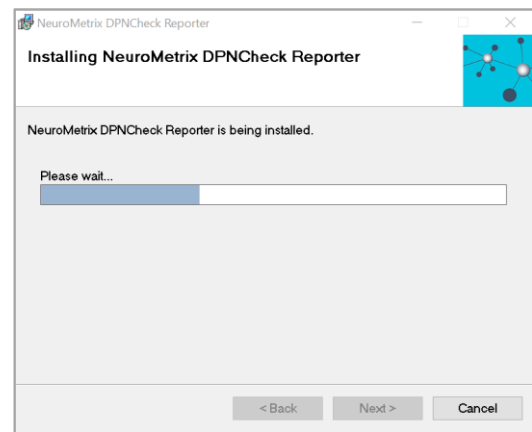 NeuroMetrix DPNCheck Reporter
Installing NeuroMetrix DPNCheck Reporter
NeuroMetrix DPNCheck Reporter is being installed.
Please wait...
< Back Next > Cancel